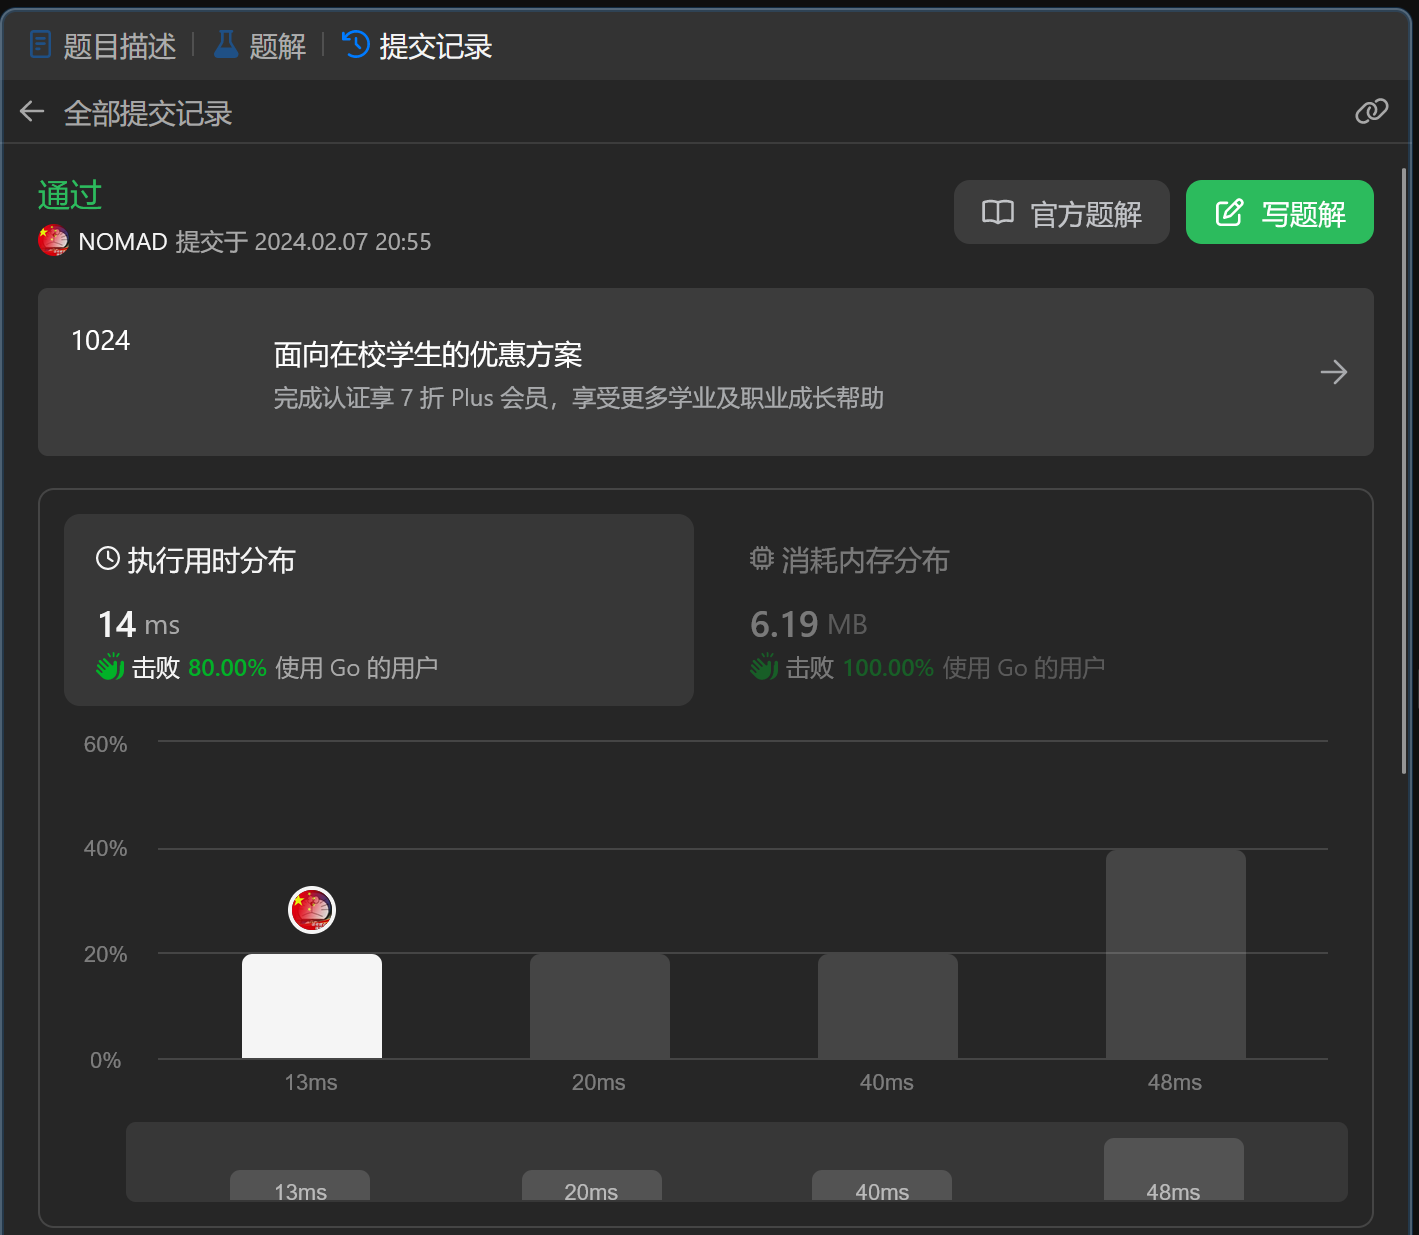 题目描述 | 题解 | 提交记录
全部提交记录
通过
NOMAD 提交于 2024.02.07 20:55
官方题解
写题解
1024
面向在校学生的优惠方案
完成认证享 7 折 Plus 会员，享受更多学业及职业成长帮助
执行用时分布
14 ms
击败 80.00% 使用 Go 的用户
消耗内存分布
6.19 MB
击败 100.00% 使用 Go 的用户
60%
40%
20%
0%
13ms 20ms 40ms 48ms
13ms 20ms 40ms 48ms